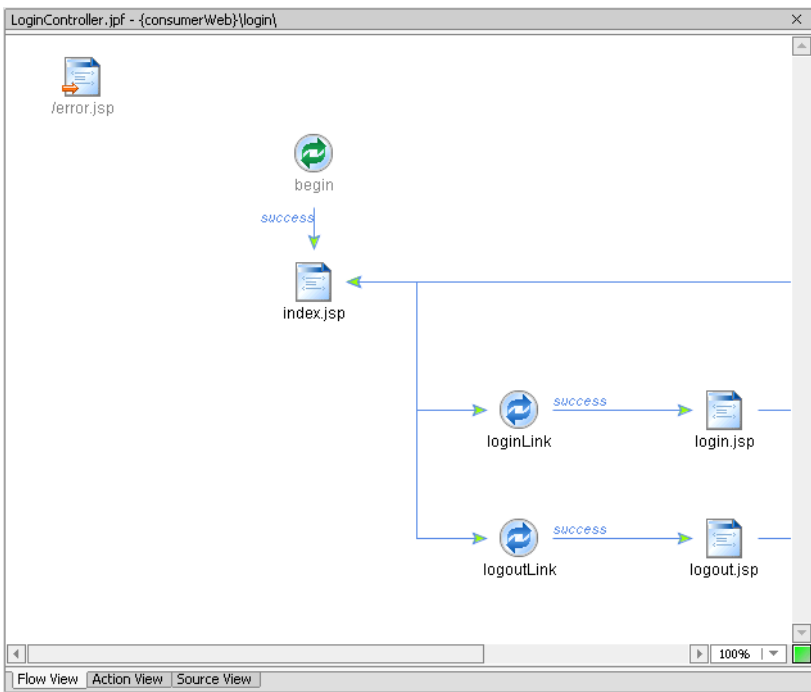 LoginController.jpf - {consumerWeb}\login\
/error.jsp
begin
success
index.jsp
success
loginLink
login.jsp
success
logoutLink
logout.jsp
100%
Flow View Action View Source View